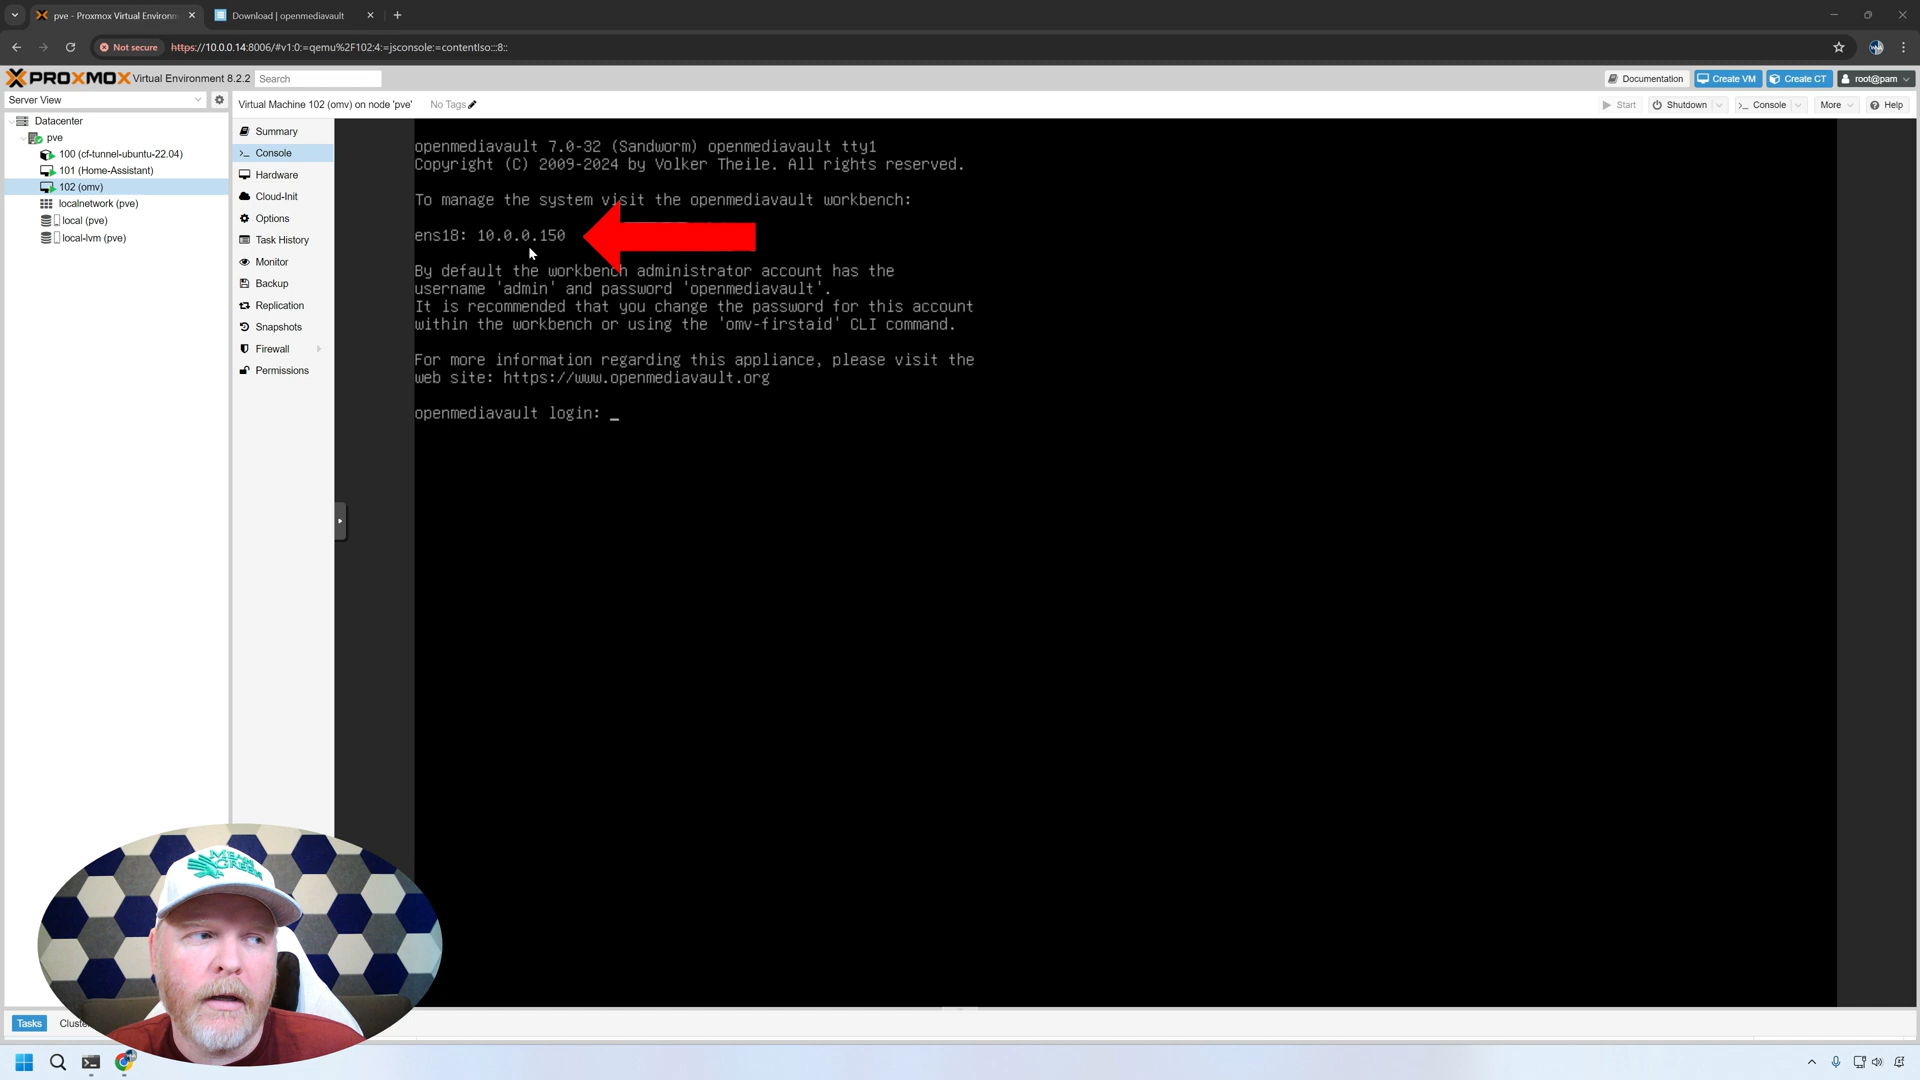 pve - Proxmox Virtual Environm
Download | openmediavault
Not secure
https://10.0.0.14:8006/#v1:0:=qemu%2F102:4:=jsconsole:=contentIso:::8::
PROXMOX Virtual Environment 8.2.2
Search
Documentation
Create VM
Create CT
root@pam
Server View
Virtual Machine 102 (omv) on node 'pve'
No Tags
Start
Shutdown
Console
More
Help
Datacenter
pve
100 (cf-tunnel-ubuntu-22.04)
101 (Home-Assistant)
102 (omv)
localnetwork (pve)
local (pve)
local-lvm (pve)
Summary
Console
Hardware
Cloud-Init
Options
Task History
Monitor
Backup
Replication
Snapshots
Firewall
Permissions
openmediavault 7.0-32 (Sandworm) openmediavault tty1
Copyright (C) 2009-2024 by Volker Theile. All rights reserved.
To manage the system visit the openmediavault workbench:
ens18: 10.0.0.150
By default the workbench administrator account has the
username 'admin' and password 'openmediavault'.
It is recommended that you change the password for this account
within the workbench or using the 'omv-firstaid' CLI command.
For more information regarding this appliance, please visit the
web site: https://www.openmediavault.org
openmediavault login: _
MEAN
GREEN
Tasks
Cluste